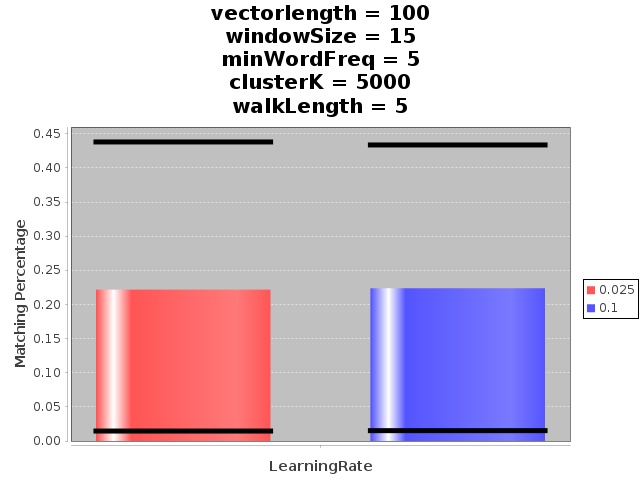 vectorlength = 100
windowSize = 15
minWordFreq = 5
clusterK = 5000
walkLength = 5
0.45
0.40
0.35
0.30
0.25
0.20
0.15
0.10
0.05
0.00
Matching Percentage
LearningRate
0.025
0.1